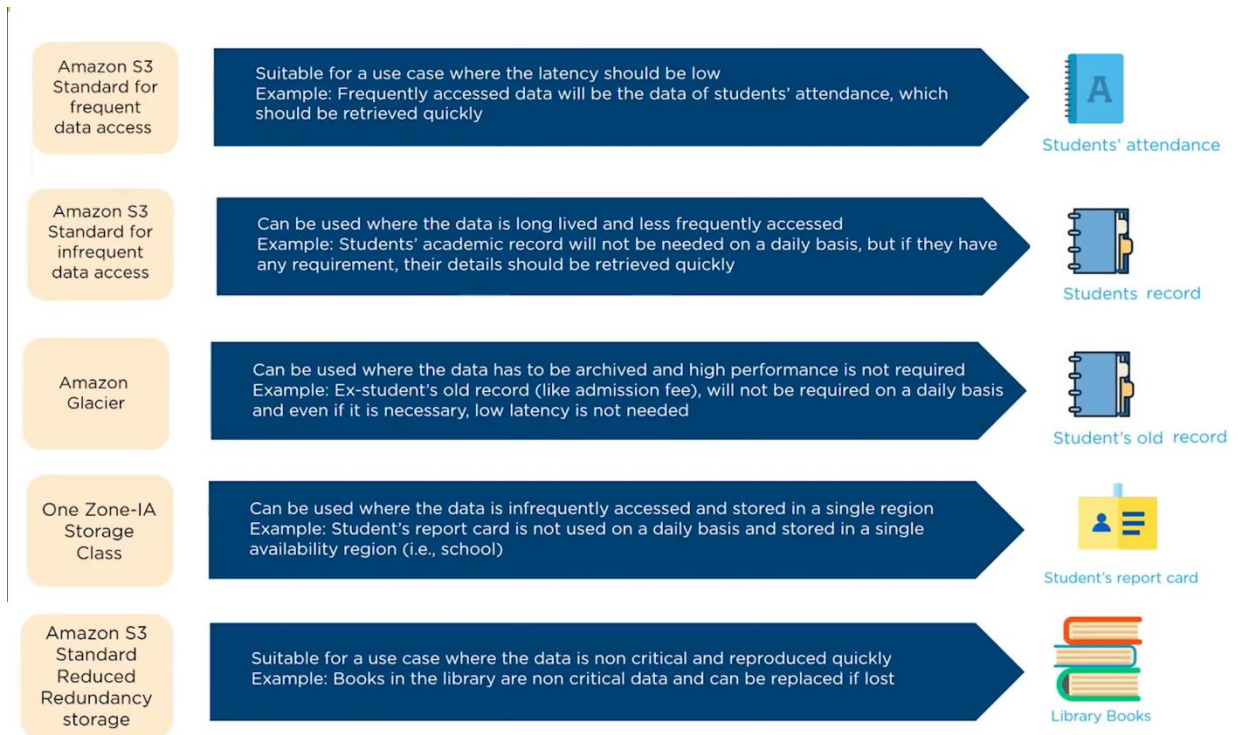 Amazon S3
Standard for
frequent
data access
Suitable for a use case where the latency should be low
Example: Frequently accessed data will be the data of students' attendance, which
should be retrieved quickly
A
Students' attendance
Amazon S3
Standard for
infrequent
data access
Can be used where the data is long lived and less frequently accessed
Example: Students' academic record will not be needed on a daily basis, but if they have
any requirement, their details should be retrieved quickly
Students record
Amazon
Glacier
Can be used where the data has to be archived and high performance is not required
Example: Ex-student's old record (like admission fee), will not be required on a daily basis
and even if it is necessary, low latency is not needed
Student's old record
One Zone-IA
Storage
Class
Can be used where the data is infrequently accessed and stored in a single region
Example: Student's report card is not used on a daily basis and stored in a single
availability region (i.e., school)
Student's report card
Amazon S3
Standard
Reduced
Redundancy
storage
Suitable for a use case where the data is non critical and reproduced quickly
Example: Books in the library are non critical data and can be replaced if lost
Library Books